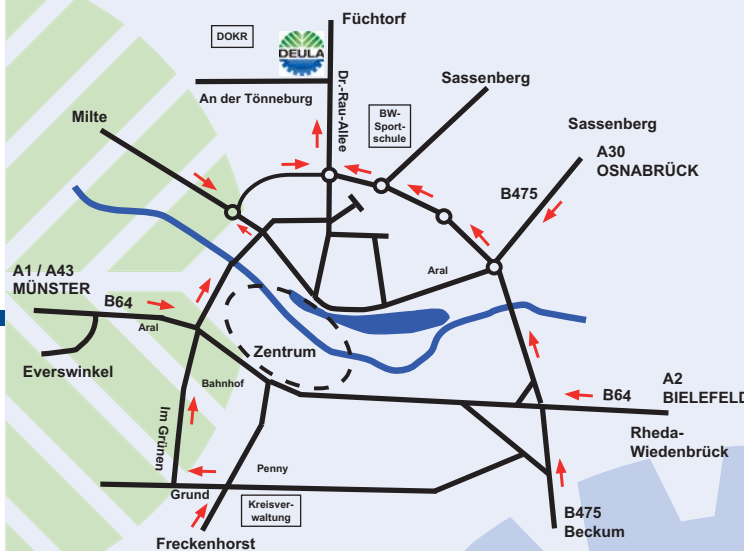 Füchtorf
DOKR
DEULA
Sassenberg
An der Tönneburg
Dr.-Rau-Allee
Milte
BW-
Sport-
schule
Sassenberg
A30
OSNABRÜCK
B475
A1 / A43
MÜNSTER
B64
Aral
Aral
Zentrum
Everswinkel
Bahnhof
A2
BIELEFELD
B64
Im Grünen
Rheda-
Wiedenbrück
Penny
Grund
Kreisver-
waltung
B475
Beckum
Freckenhorst